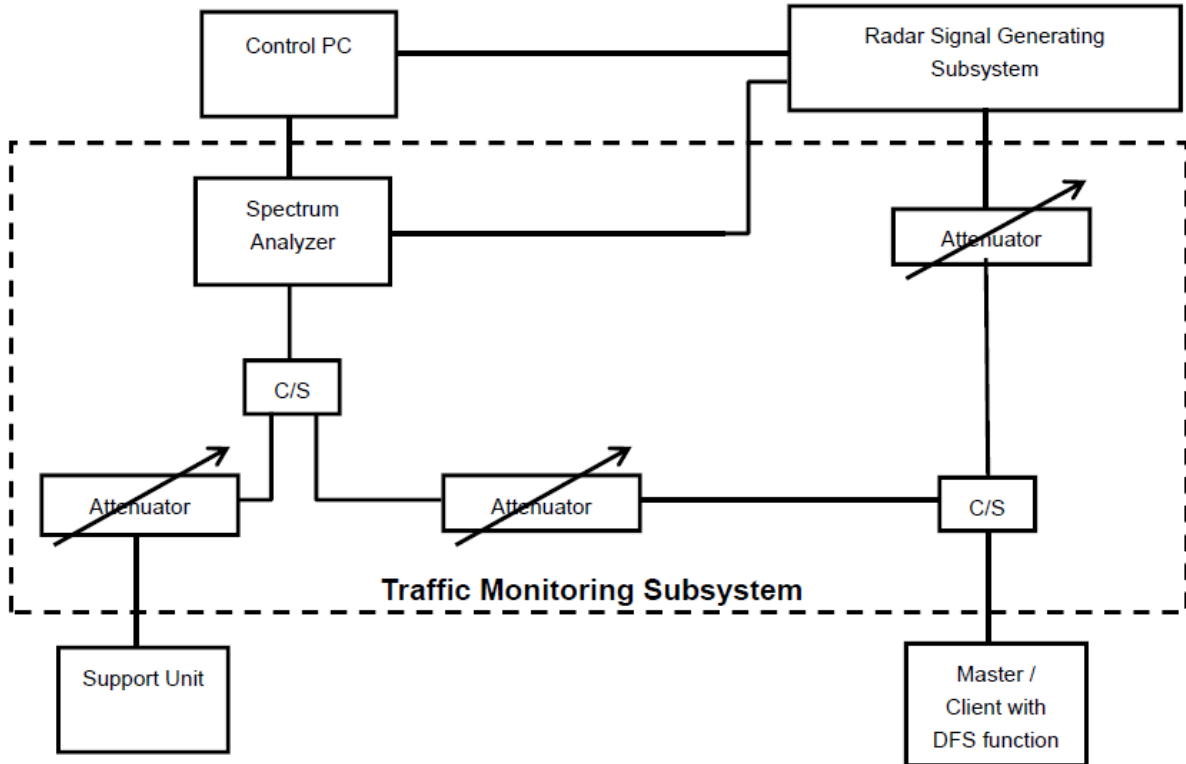 Control PC
Radar Signal Generating
Subsystem
Spectrum
Analyzer
Attenuator
C/S
Attenuator
Attenuator
C/S
Traffic Monitoring Subsystem
Support Unit
Master /
Client with
DFS function